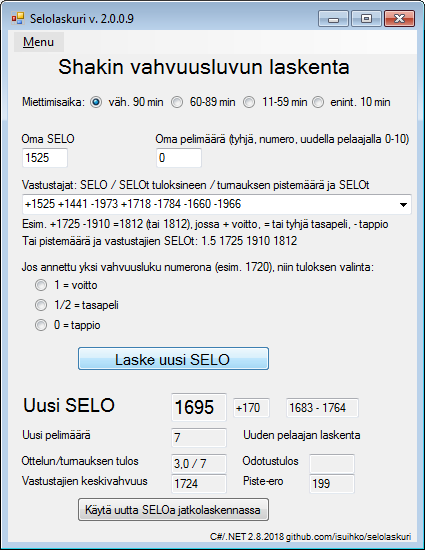 Selolaskuri v. 2.0.0.9
Menu
Shakin vahvuusluvun laskenta
Miettimisaika: väh. 90 min 60-89 min 11-59 min enint. 10 min
Oma SELO Oma pelimäärä (tyhjä, numero, uudella pelaajalla 0-10)
1525 0
Vastustajat: SELO / SELOt tuloksineen / turnauksen pistemäärä ja SELOt
+1525 +1441 -1973 +1718 -1784 -1660 -1966
Esim. +1725 -1910 =1812 (tai 1812), jossa + voitto, = tai tyhjä tasapeli, - tappio
Tai pistemäärä ja vastustajien SELOt: 1.5 1725 1910 1812
Jos annettu yksi vahvuusluku numerona (esim. 1720), niin tuloksen valinta:
1 = voitto
1/2 = tasapeli
0 = tappio
Laske uusi SELO
Uusi SELO 1695 +170 1683 - 1764
Uusi pelimäärä 7 Uuden pelaajan laskenta
Ottelun/turnauksen tulos 3,0 / 7 Odotustulos
Vastustajien keskivahvuus 1724 Piste-ero 199
Käytä uutta SELOa jatkolaskennassa
C#/.NET 2.8.2018 github.com/isuihko/selolaskuri